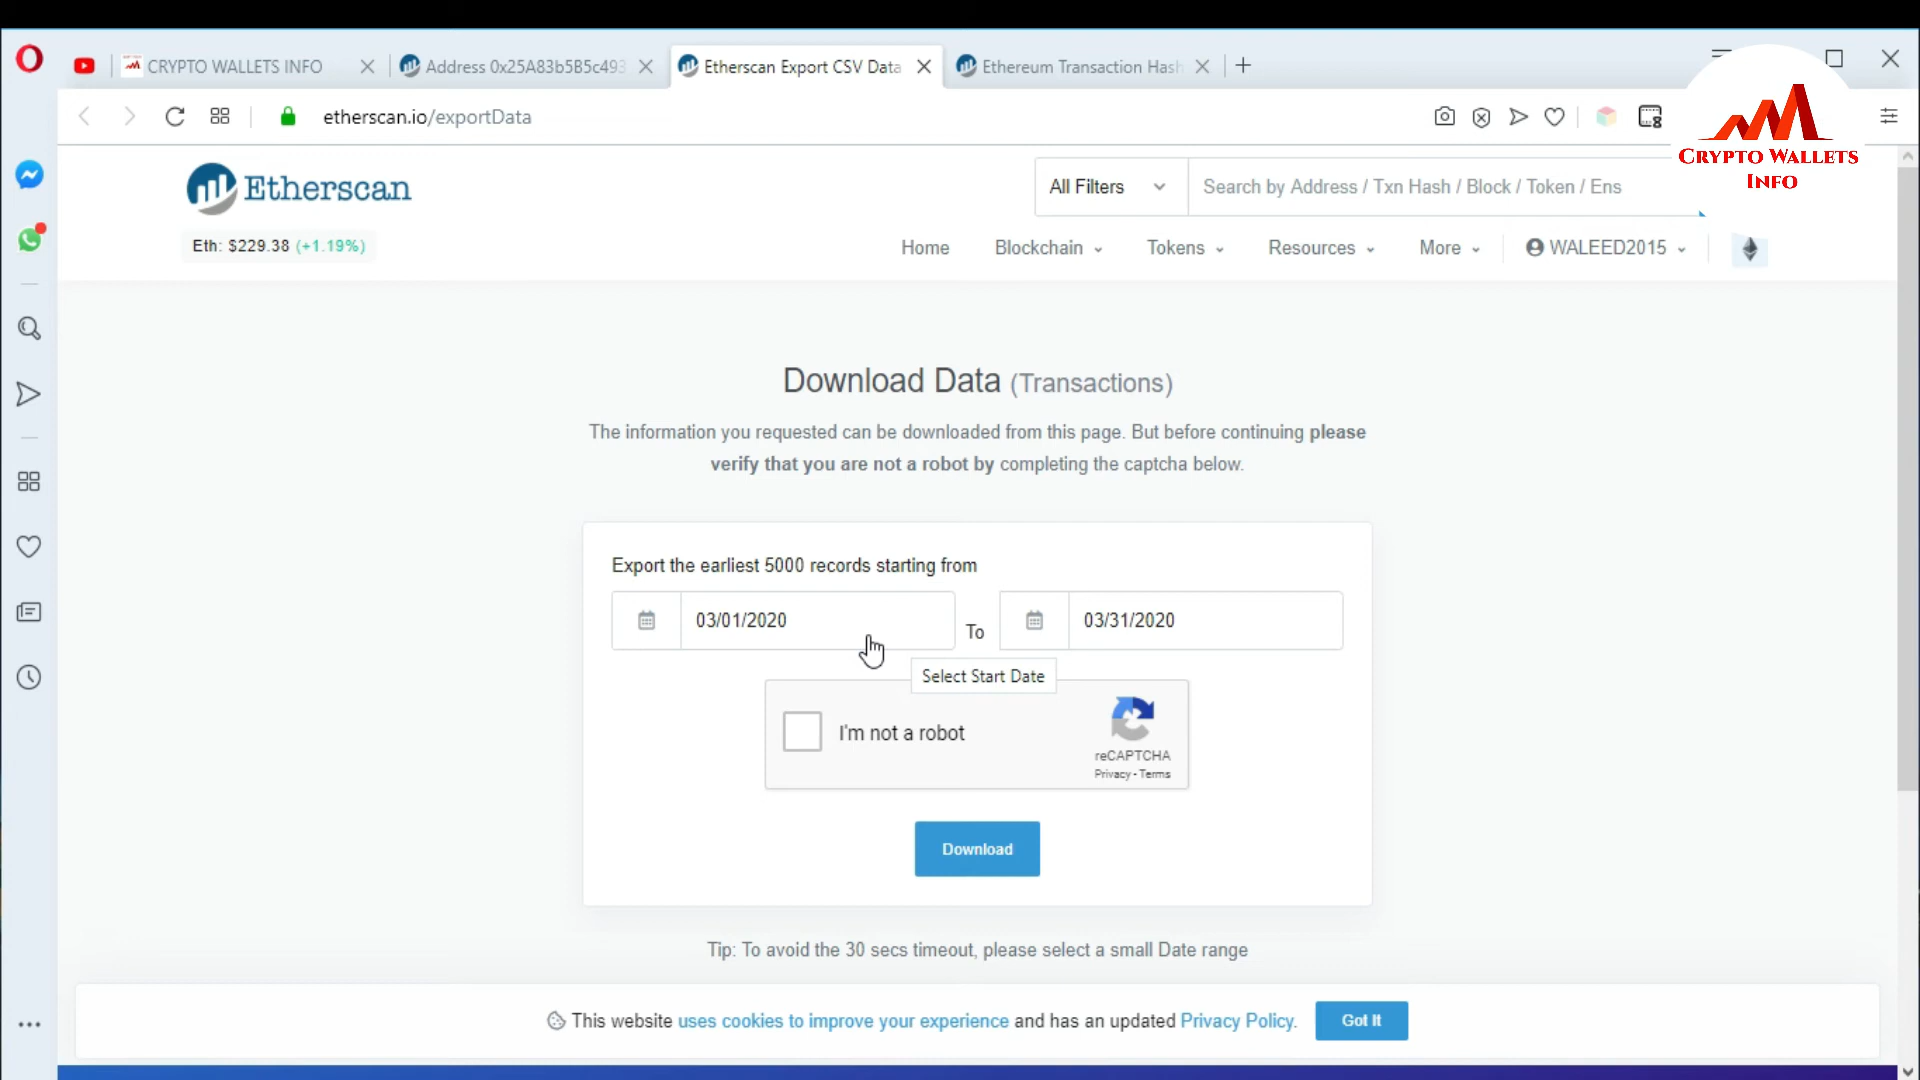 CRYPTO WALLETS INFO
Address 0x25A83b5B5c493
Etherscan Export CSV Data
Ethereum Transaction Hash
etherscan.io/exportData
CRYPTO WALLETS
INFO
Etherscan
All Filters
Search by Address / Txn Hash / Block / Token / Ens
Eth: $229.38 (+1.19%)
Home
Blockchain
Tokens
Resources
More
WALEED2015
Download Data (Transactions)
The information you requested can be downloaded from this page. But before continuing please
verify that you are not a robot by completing the captcha below.
Export the earliest 5000 records starting from
03/01/2020
To
03/31/2020
Select Start Date
I'm not a robot
reCAPTCHA
Privacy - Terms
Download
Tip: To avoid the 30 secs timeout, please select a small Date range
This website uses cookies to improve your experience and has an updated Privacy Policy.
Got It